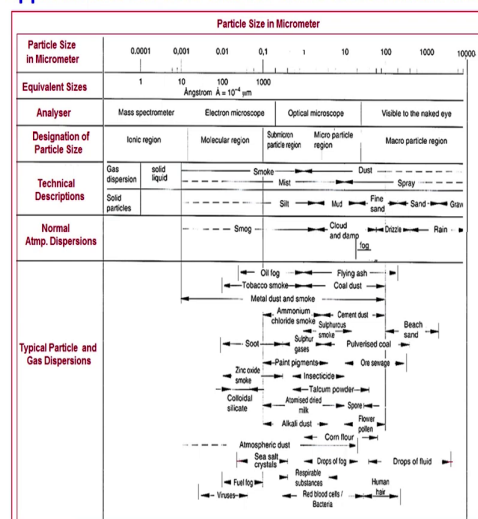 Particle Size in Micrometer
Particle Size in Micrometer
0.0001 0,001 0.01 0,1 1 10 100 1000 10000
Equivalent Sizes
1 10 100 1000
Ångstrom Å = 10⁻⁴ μm
Analyser
Mass spectrometer Electron microscope Optical microscope Visible to the naked eye
Designation of Particle Size
Ionic region Molecular region Submicron particle region Micro particle region Macro particle region
Technical Descriptions
Gas dispersion solid liquid Smoke Dust
Mist Spray
Solid particles Silt Mud Fine sand Sand Grav
Normal Atmp. Dispersions
Smog Cloud and damp Drizzle Rain
fog
Typical Particle and Gas Dispersions
Oil fog Flying ash
Tobacco smoke Coal dust
Metal dust and smoke
Ammonium chloride smoke Cement dust
Sulphurous smoke Beach sand
Soot Sulphur gases Pulverised coal
Paint pigments Ore sewage
Zinc oxide smoke Insecticide
Talcum powder
Colloidal silicate Atomised dried milk Spore
Alkali dust Flower pollen
Corn flour
Atmospheric dust
Sea salt crystals Drops of fog Drops of fluid
Fuel fog Respirable substances Human hair
Viruses Red blood cells / Bacteria